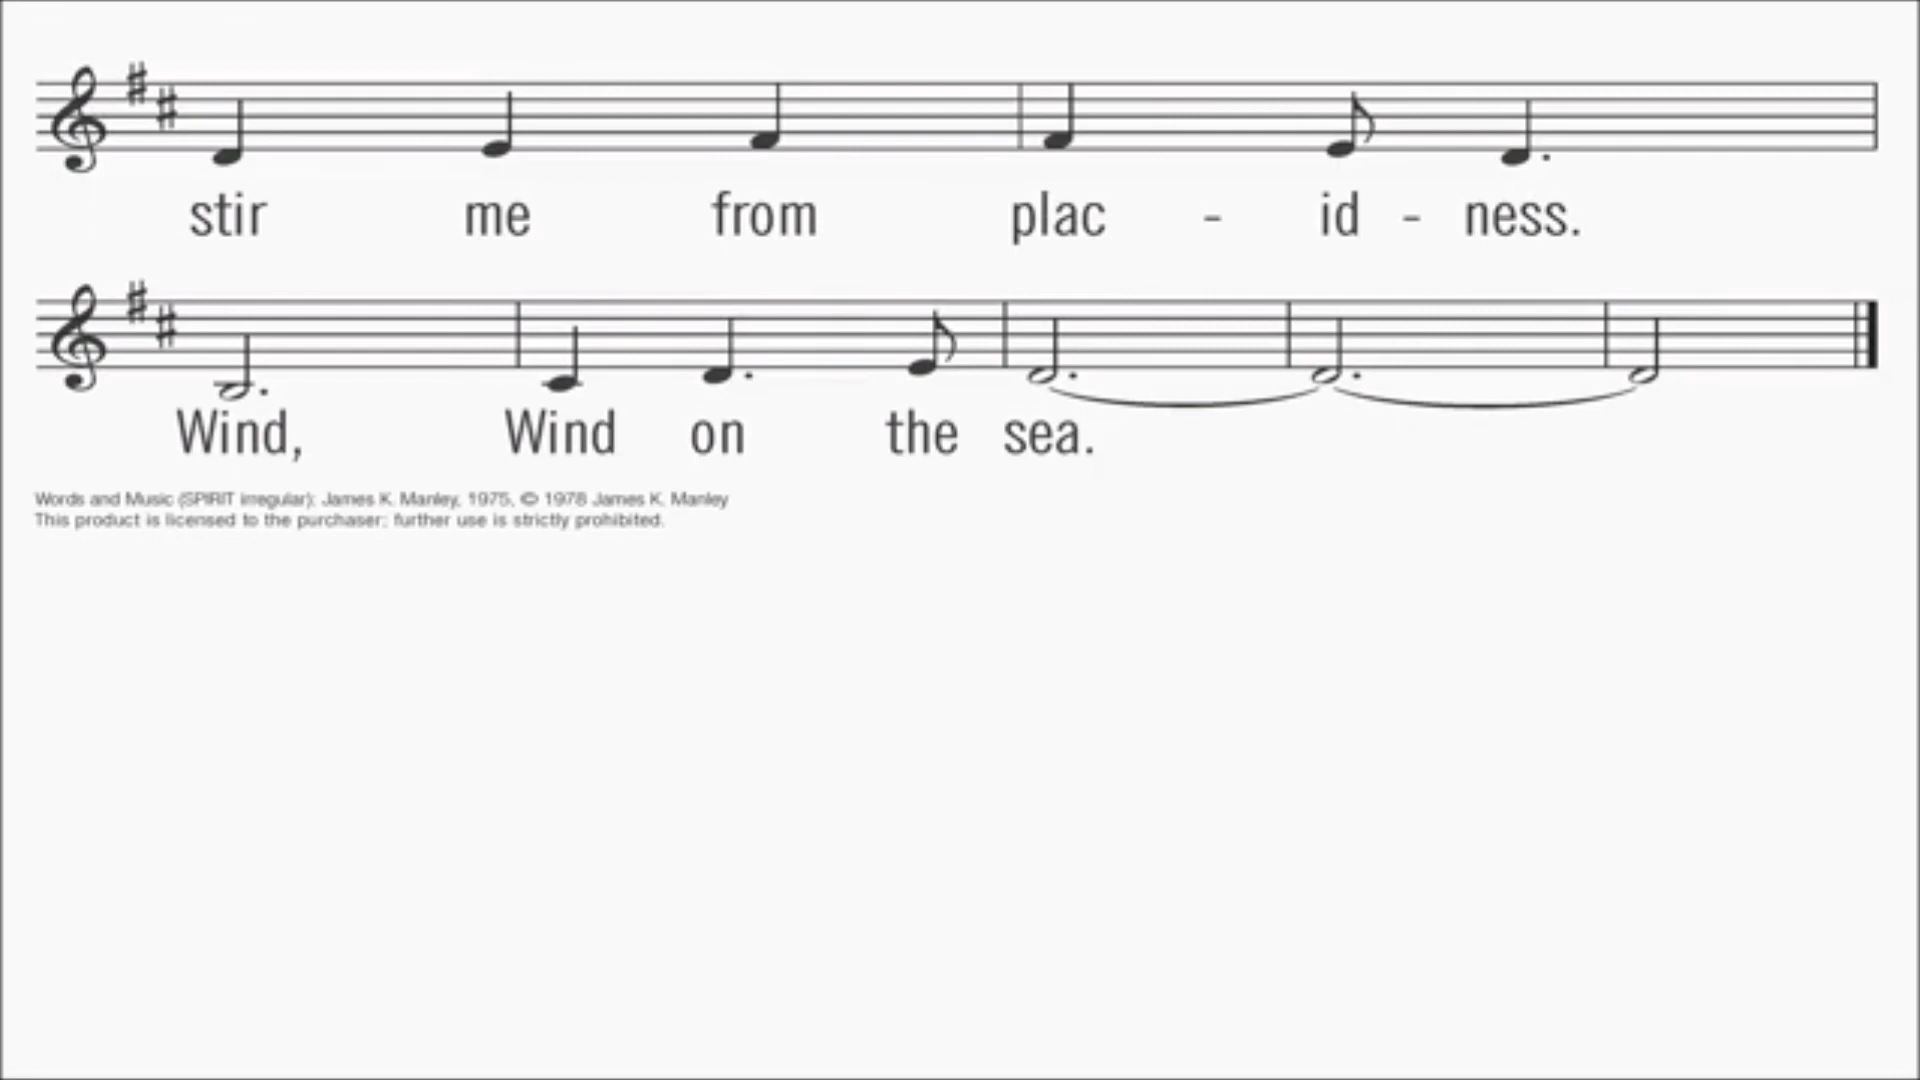 stir me from plac - id - ness.
Wind, Wind on the sea.
Words and Music (SPIRIT irregular): James K. Manley, 1975, © 1978 James K. Manley
This product is licensed to the purchaser; further use is strictly prohibited.